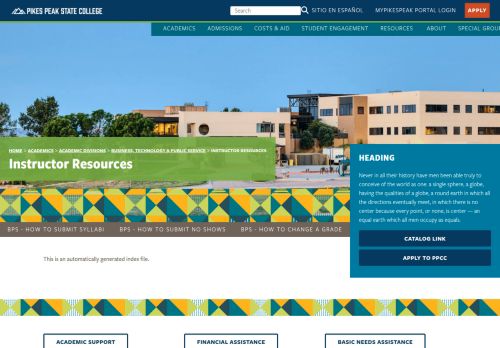 PIKES PEAK STATE COLLEGE
Search
SITIO EN ESPAÑOL
MYPIKESPEAK PORTAL LOGIN
APPLY
ACADEMICS ADMISSIONS COSTS & AID STUDENT ENGAGEMENT RESOURCES ABOUT SPECIAL GROU
HOME > ACADEMICS > ACADEMIC DIVISIONS > BUSINESS, TECHNOLOGY & PUBLIC SERVICE > INSTRUCTOR RESOURCES
Instructor Resources
HEADING
Never in all their history have men been able truly to
conceive of the world as one: a single sphere, a globe,
having the qualities of a globe, a round earth in which all
the directions eventually meet, in which there is no
center because every point, or none, is center — an
equal earth which all men occupy as equals.
CATALOG LINK
APPLY TO PPCC
BPS - HOW TO SUBMIT SYLLABI BPS - HOW TO SUBMIT NO SHOWS BPS - HOW TO CHANGE A GRADE
This is an automatically generated index file.
ACADEMIC SUPPORT
FINANCIAL ASSISTANCE
BASIC NEEDS ASSISTANCE